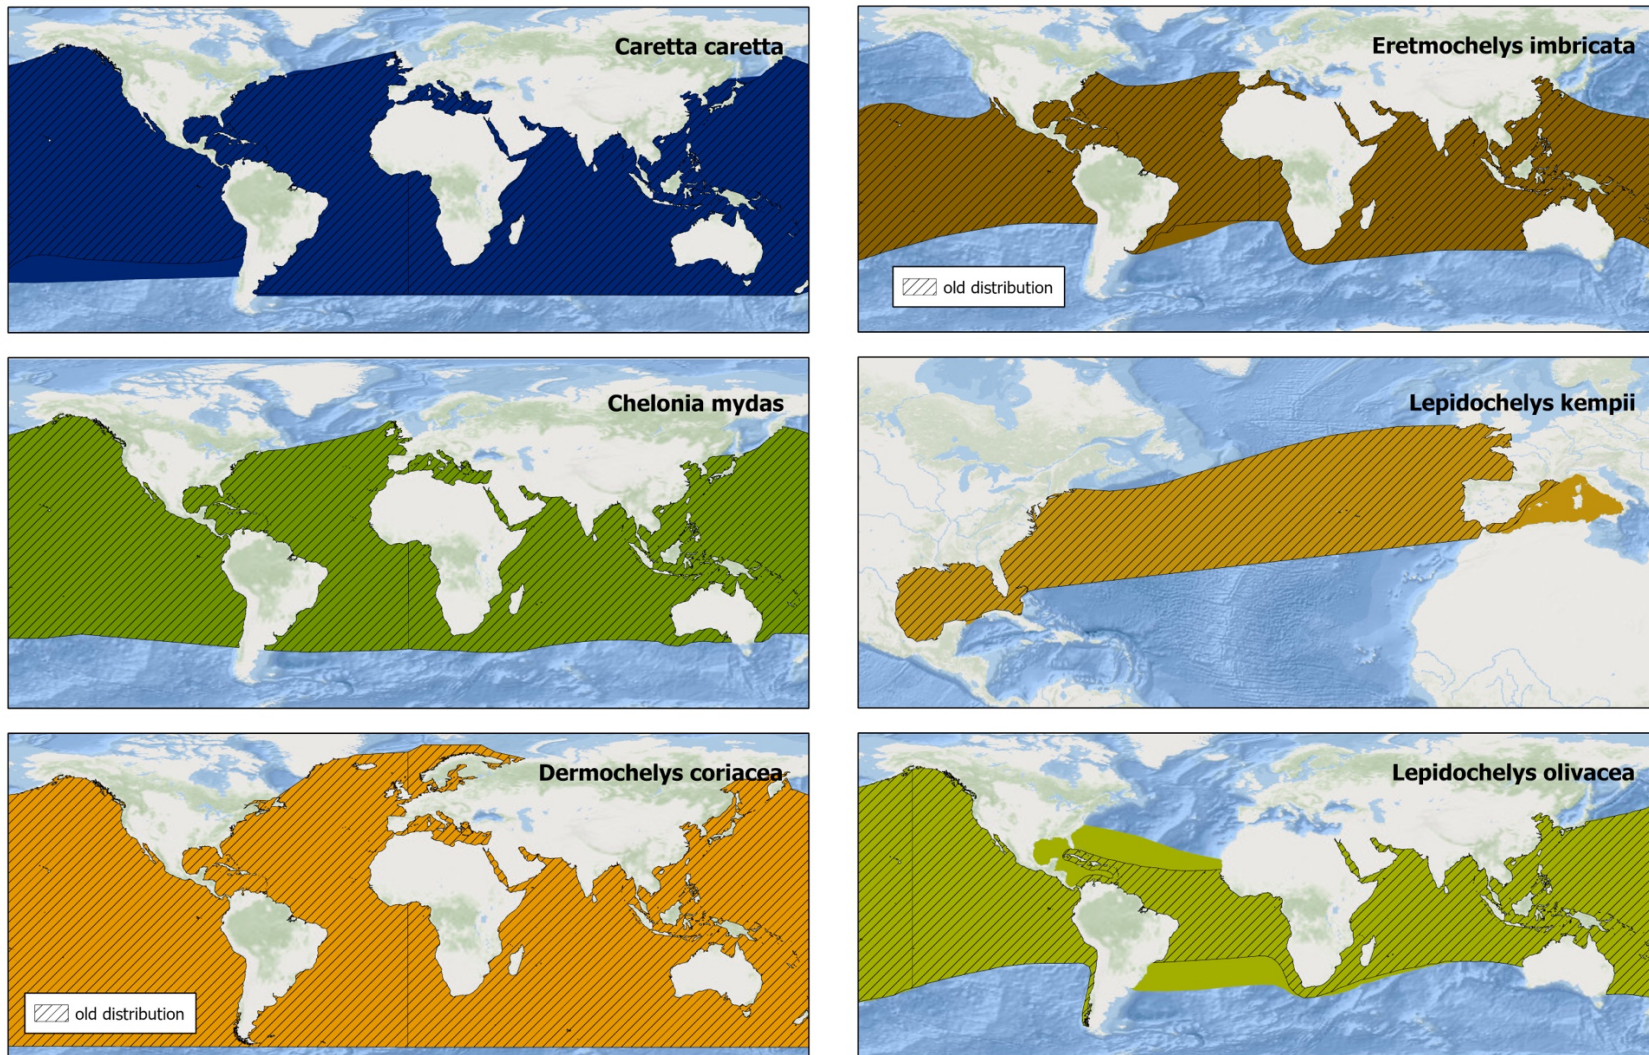 Caretta caretta
Eretmochelys imbricata
old distribution
Chelonia mydas
Lepidochelys kempii
Dermochelys coriacea
old distribution
Lepidochelys olivacea